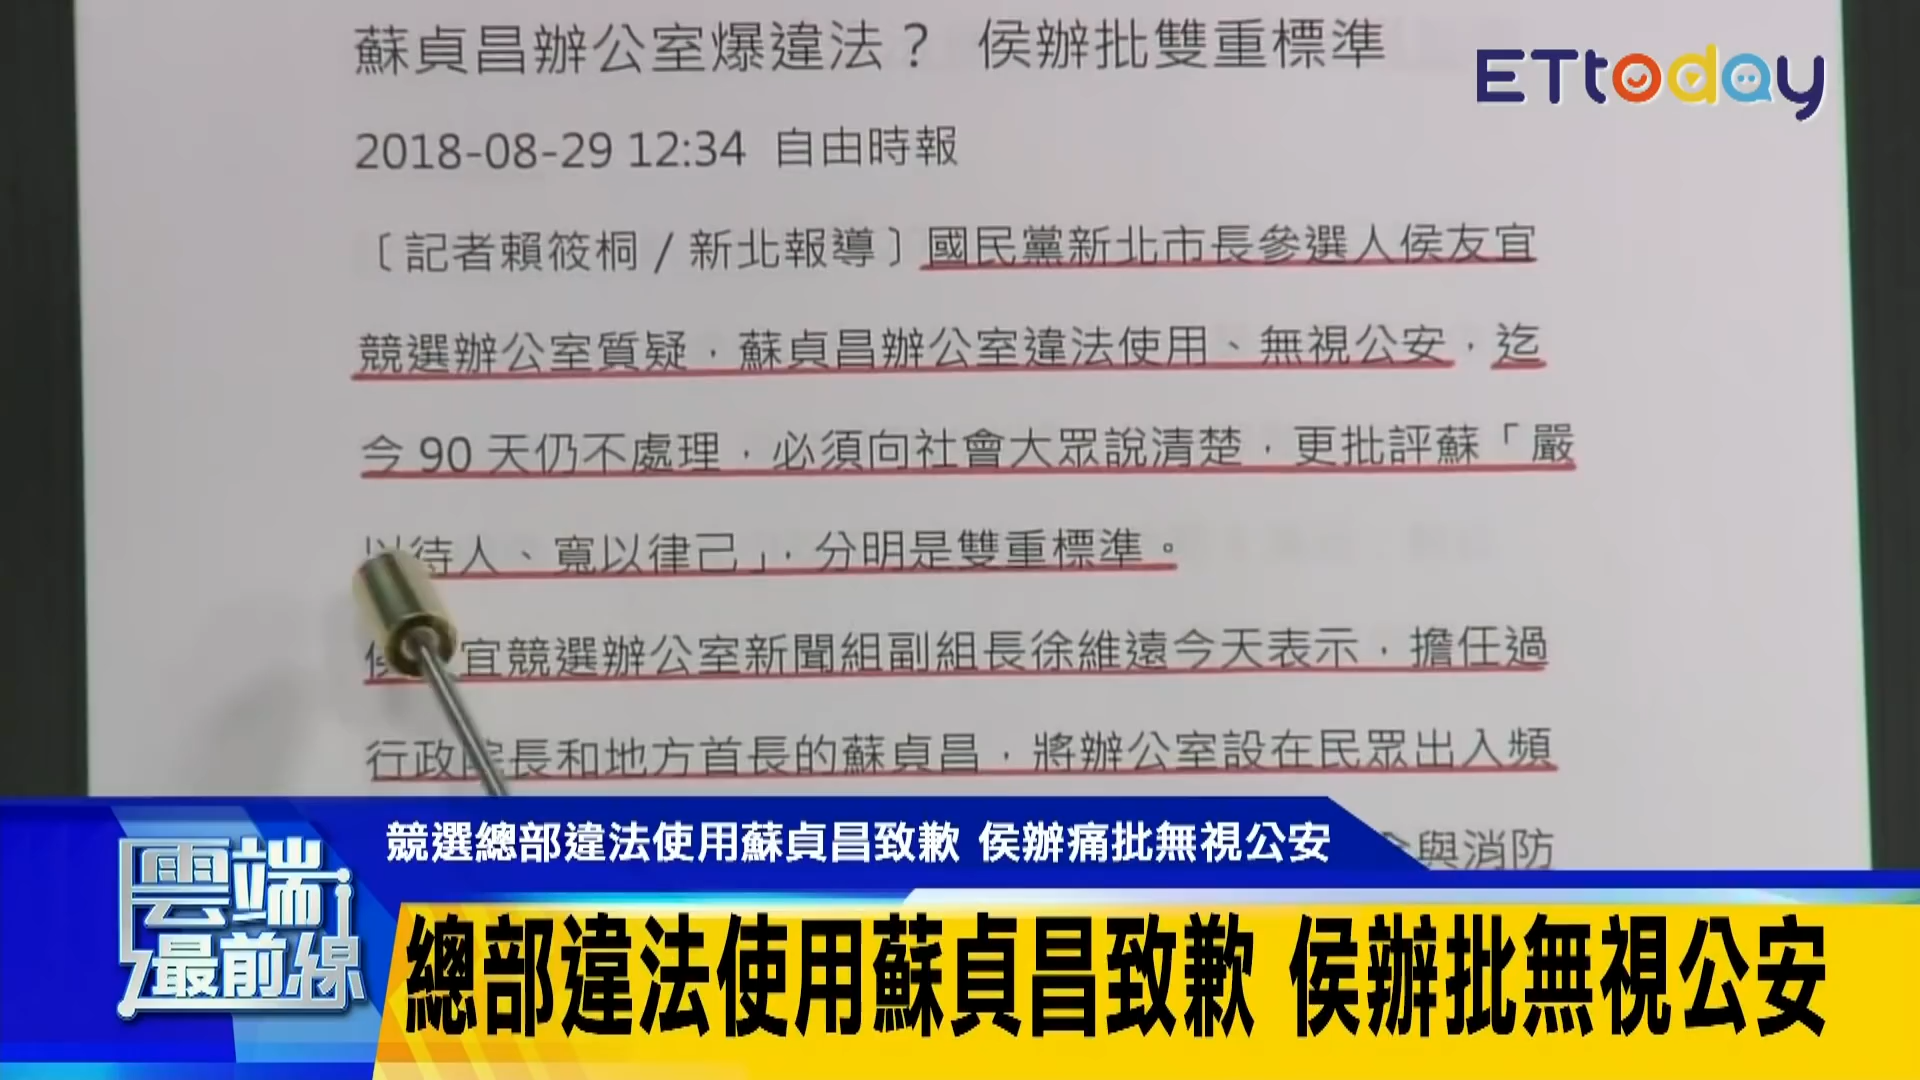 蘇貞昌辦公室爆違法？ 侯辦批雙重標準
ETtoday
2018-08-29 12:34 自由時報
〔記者賴筱桐／新北報導〕國民黨新北市長參選人侯友宜
競選辦公室質疑，蘇貞昌辦公室違法使用、無視公安，迄
今 90 天仍不處理，必須向社會大眾說清楚，更批評蘇「嚴
以待人、寬以律己」，分明是雙重標準。
宜競選辦公室新聞組副組長徐維遠今天表示，擔任過
行政院長和地方首長的蘇貞昌，將辦公室設在民眾出入頻
與消防
競選總部違法使用蘇貞昌致歉 侯辦痛批無視公安
雲端
最前線
總部違法使用蘇貞昌致歉 侯辦批無視公安